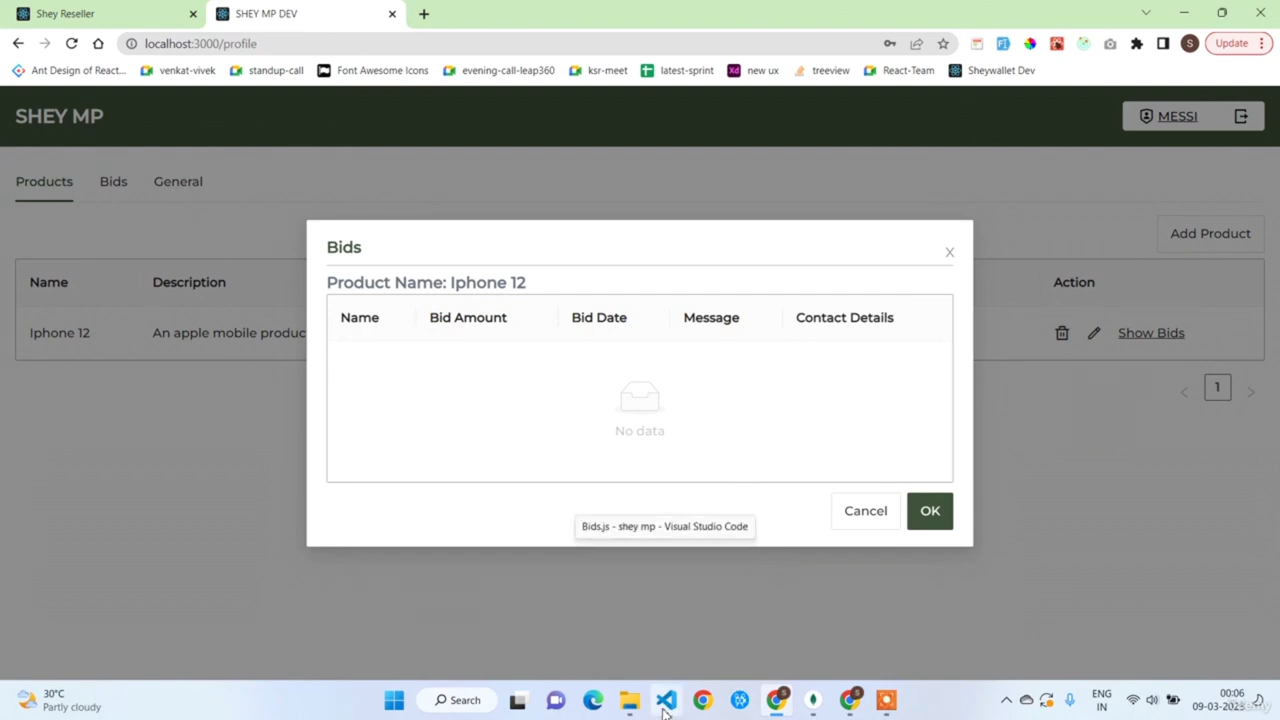 Shey Reseller
SHEY MP DEV
localhost:3000/profile
S
Update
Ant Design of React...
venkat-vivek
standup-call
Font Awesome Icons
evening-call-leap360
ksr-meet
latest-sprint
Xd new ux
treeview
React-Team
Sheywallet Dev
SHEY MP
MESSI
Products
Bids
General
Add Product
Name
Description
Action
Iphone 12
An apple mobile produc
Show Bids
1
Bids
X
Product Name: Iphone 12
Name
Bid Amount
Bid Date
Message
Contact Details
No data
Cancel
OK
Bids.js - shey mp - Visual Studio Code
30°C
Partly cloudy
Search
ENG
IN
00:06
09-03-2023